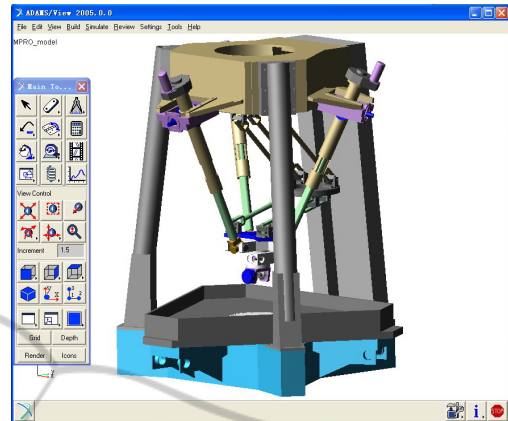 ADAMS/View 2005.0.0
File Edit View Build Simulate Review Settings Tools Help
MPRO_model
Main To...
View Control
Increment 1.5
Grid Depth
Render Icons
STOP